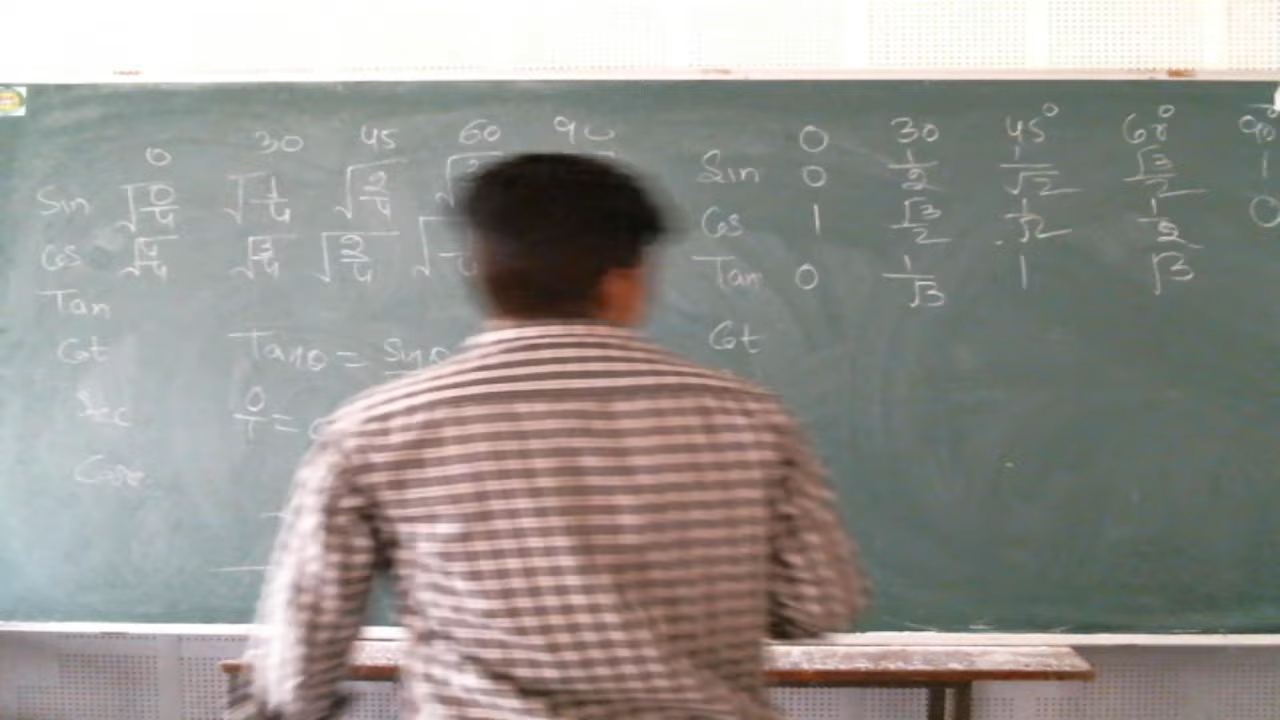 0 30 45 60 90
Sin √0/4 √1/4 √2/4
Cos √4/4 √3/4 √2/4
Tan
Cot Tanθ = Sinθ
Sec 0/1 =
Cosec
0 30 45° 60° 90°
Sin 0 1/2 1/√2 √3/2 1
Cos 1 √3/2 1/√2 1/2 0
Tan 0 1/√3 1 √3
Cot